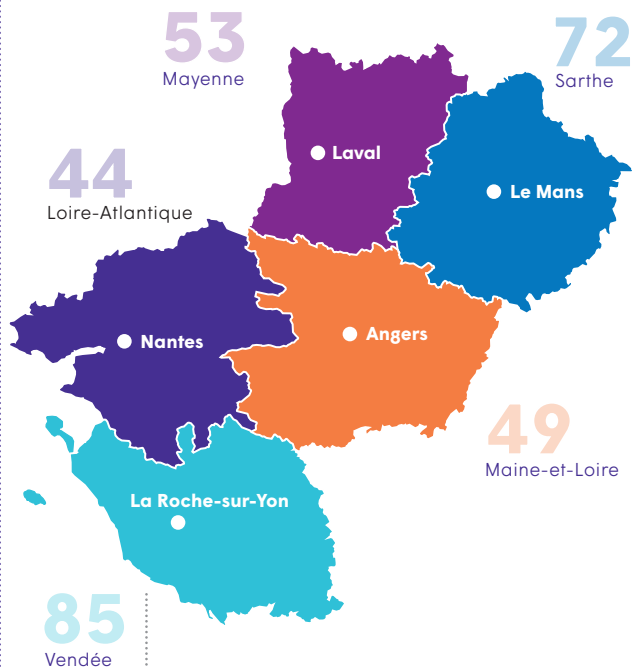 53
Mayenne
72
Sarthe
Laval
44
Loire-Atlantique
Le Mans
Nantes
Angers
49
Maine-et-Loire
La Roche-sur-Yon
85
Vendée